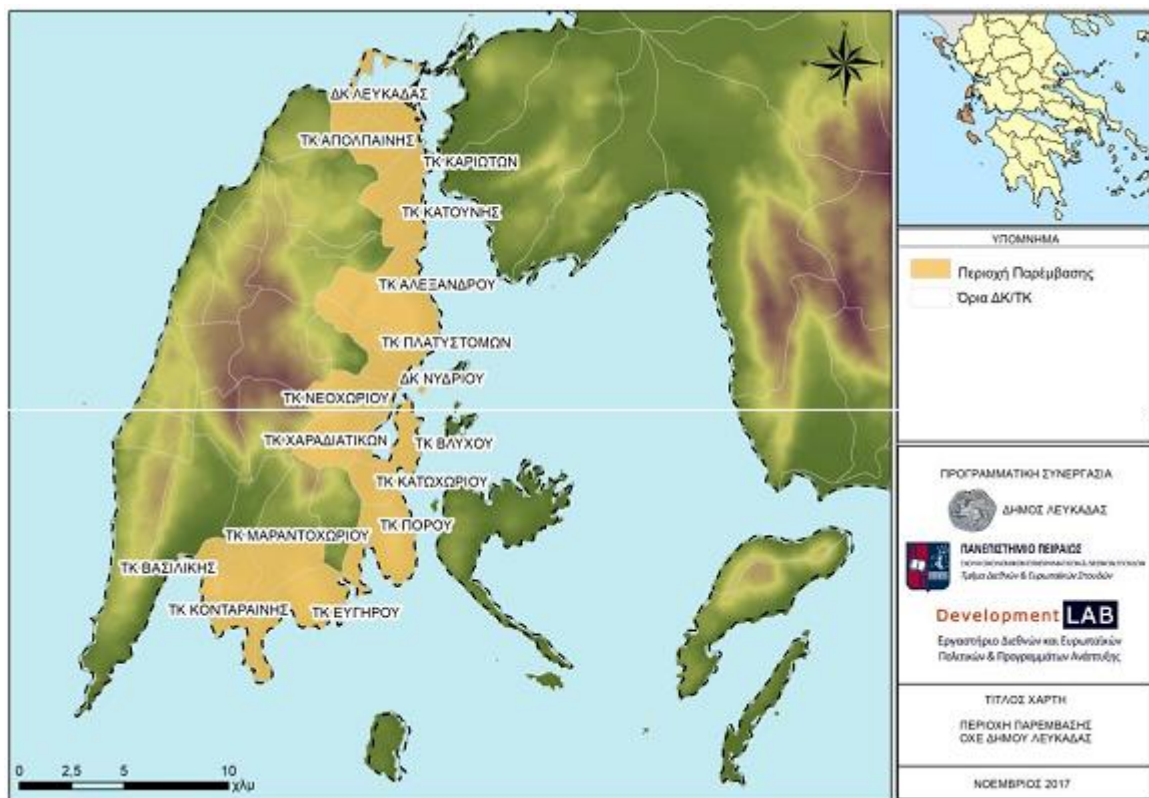 N
ΔΚ ΛΕΥΚΑΔΑΣ
ΤΚ ΑΠΟΛΠΑΙΝΗΣ
ΤΚ ΚΑΡΙΩΤΩΝ
ΤΚ ΚΑΤΟΥΝΗΣ
ΤΚ ΑΛΕΞΑΝΔΡΟΥ
ΤΚ ΠΛΑΤΥΣΤΟΜΩΝ
ΔΚ ΝΥΔΡΙΟΥ
ΤΚ ΝΕΟΧΩΡΙΟΥ
ΤΚ ΧΑΡΑΔΙΑΤΙΚΩΝ
ΤΚ ΒΛΥΧΟΥ
ΤΚ ΚΑΤΩΧΩΡΙΟΥ
ΤΚ ΠΟΡΟΥ
ΤΚ ΜΑΡΑΝΤΟΧΩΡΙΟΥ
ΤΚ ΒΑΣΙΛΙΚΗΣ
ΤΚ ΚΟΝΤΑΡΑΙΝΗΣ
ΤΚ ΕΥΓΗΡΟΥ
0 2,5 5 10
χλμ
ΥΠΟΜΝΗΜΑ
Περιοχή Παρέμβασης
Όρια ΔΚ/ΤΚ
ΠΡΟΓΡΑΜΜΑΤΙΚΗ ΣΥΝΕΡΓΑΣΙΑ
ΔΗΜΟΣ ΛΕΥΚΑΔΑΣ
ΠΑΝΕΠΙΣΤΗΜΙΟ ΠΕΙΡΑΙΩΣ
Τμήμα Διεθνών & Ευρωπαϊκών Σπουδών
Development LAB
Εργαστήριο Διεθνών και Ευρωπαϊκών
Πολιτικών & Προγραμμάτων Ανάπτυξης
ΤΙΤΛΟΣ ΧΑΡΤΗ
ΠΕΡΙΟΧΗ ΠΑΡΕΜΒΑΣΗΣ
ΟΧΕ ΔΗΜΟΥ ΛΕΥΚΑΔΑΣ
ΝΟΕΜΒΡΙΟΣ 2017